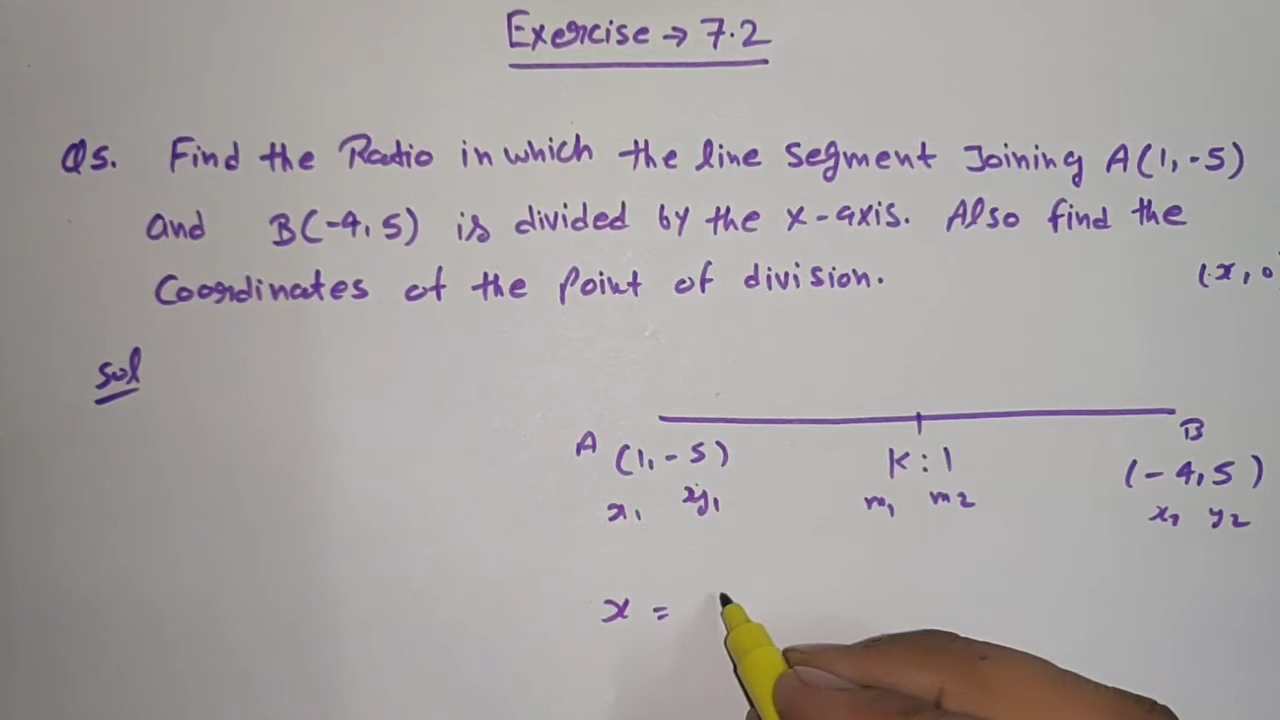 Exercise → 7.2
Q5. Find the Ratio in which the line segment Joining A(1,-5)
and B(-4,5) is divided by the x-axis. Also find the
Coordinates of the point of division.
(x,0
Sol
A B
(1,-5) K:1 (-4,5)
x₁ y₁ m₁ m₂ x₂ y₂
x =